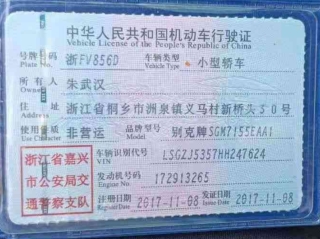 中华人民共和国机动车行驶证
Vehicle License of the People's Republic of China
号牌号码 浙FV856D 车辆类型 小型轿车
Plate No. Vehicle Type
所有人 朱武汉
Owner
住址 浙江省桐乡市洲泉镇义马村新桥头30号
Address
使用性质 非营运 品牌型号 别克牌SGM7155EAA1
Use Character Model
浙江省嘉兴
市公安局交
通警察支队
车辆识别代号 LSGZJ5357HH247624
VIN
发动机号码 172913265
Engine No.
注册日期 2017-11-08 发证日期 2017-11-08
Register Date Issue Date